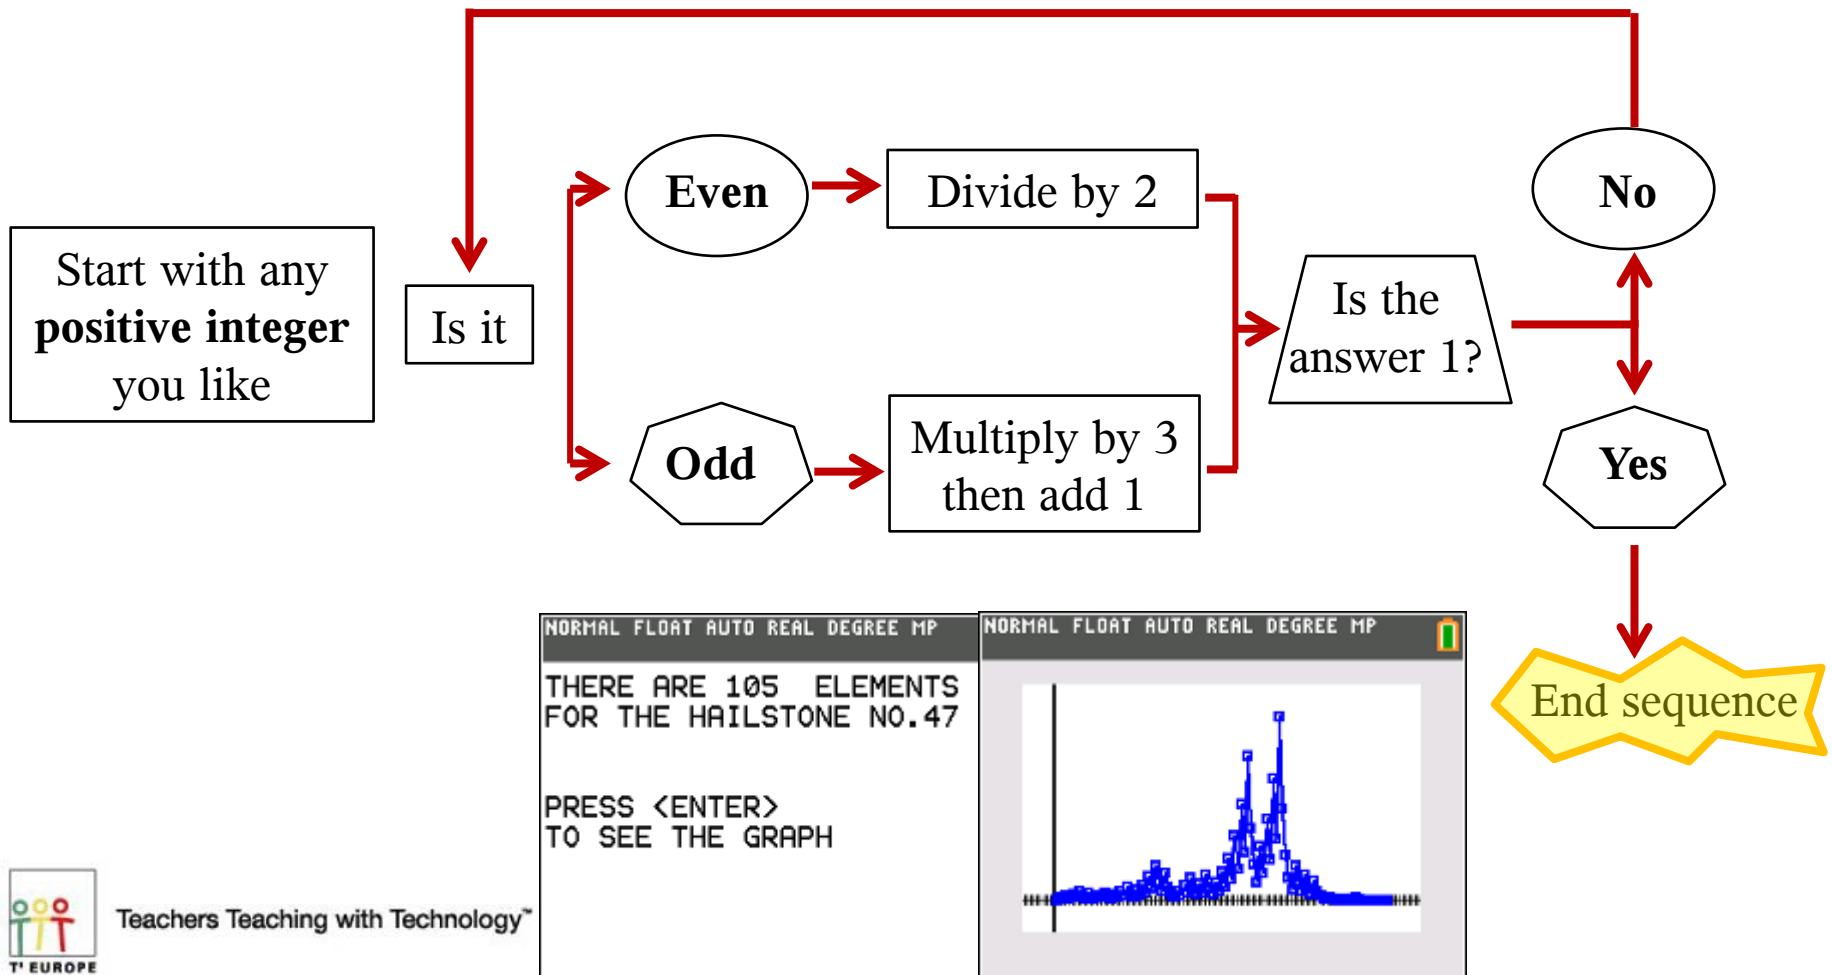 Start with any
positive integer
you like
Is it
Even
Divide by 2
Odd
Multiply by 3
then add 1
Is the
answer 1?
No
Yes
End sequence
NORMAL FLOAT AUTO REAL DEGREE MP
THERE ARE 105 ELEMENTS
FOR THE HAILSTONE NO.47
PRESS <ENTER>
TO SEE THE GRAPH
NORMAL FLOAT AUTO REAL DEGREE MP
T³ EUROPE
Teachers Teaching with Technology™